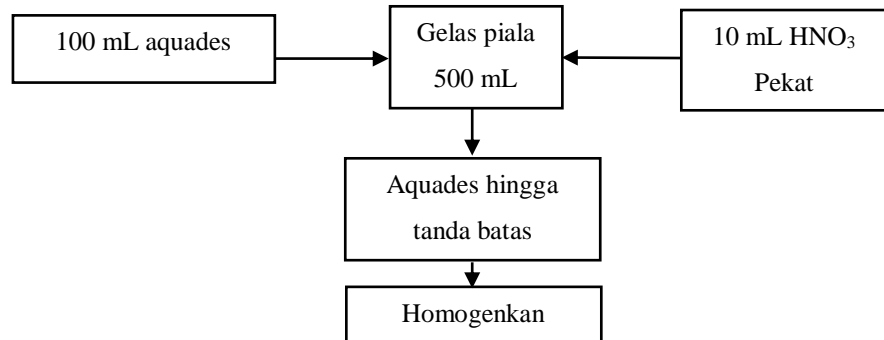 100 mL aquades
Gelas piala
500 mL
10 mL HNO₃
Pekat
Aquades hingga
tanda batas
Homogenkan